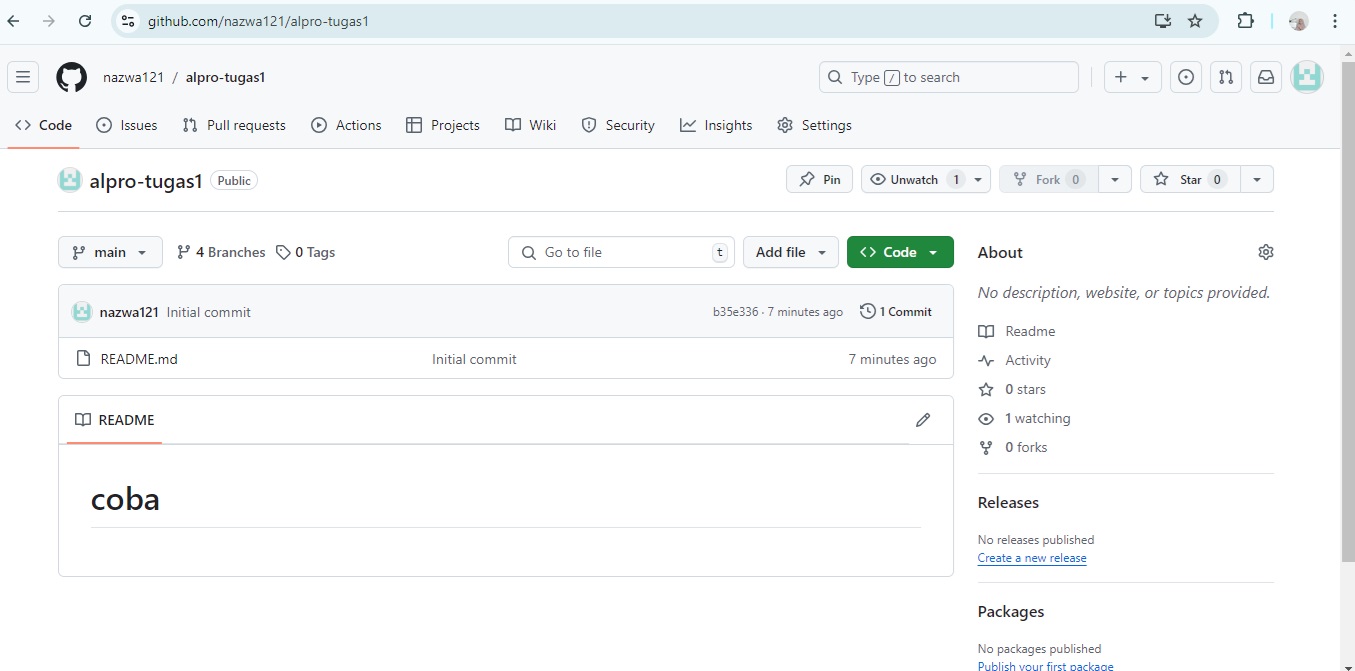 github.com/nazwa121/alpro-tugas1
nazwa121 / alpro-tugas1
Type / to search
Code Issues Pull requests Actions Projects Wiki Security Insights Settings
alpro-tugas1 Public Pin Unwatch 1 Fork 0 Star 0
main 4 Branches 0 Tags Go to file t Add file Code
nazwa121 Initial commit b35e336 · 7 minutes ago 1 Commit
README.md Initial commit 7 minutes ago
README
coba
About
No description, website, or topics provided.
Readme
Activity
0 stars
1 watching
0 forks
Releases
No releases published
Create a new release
Packages
No packages published
Publish your first package